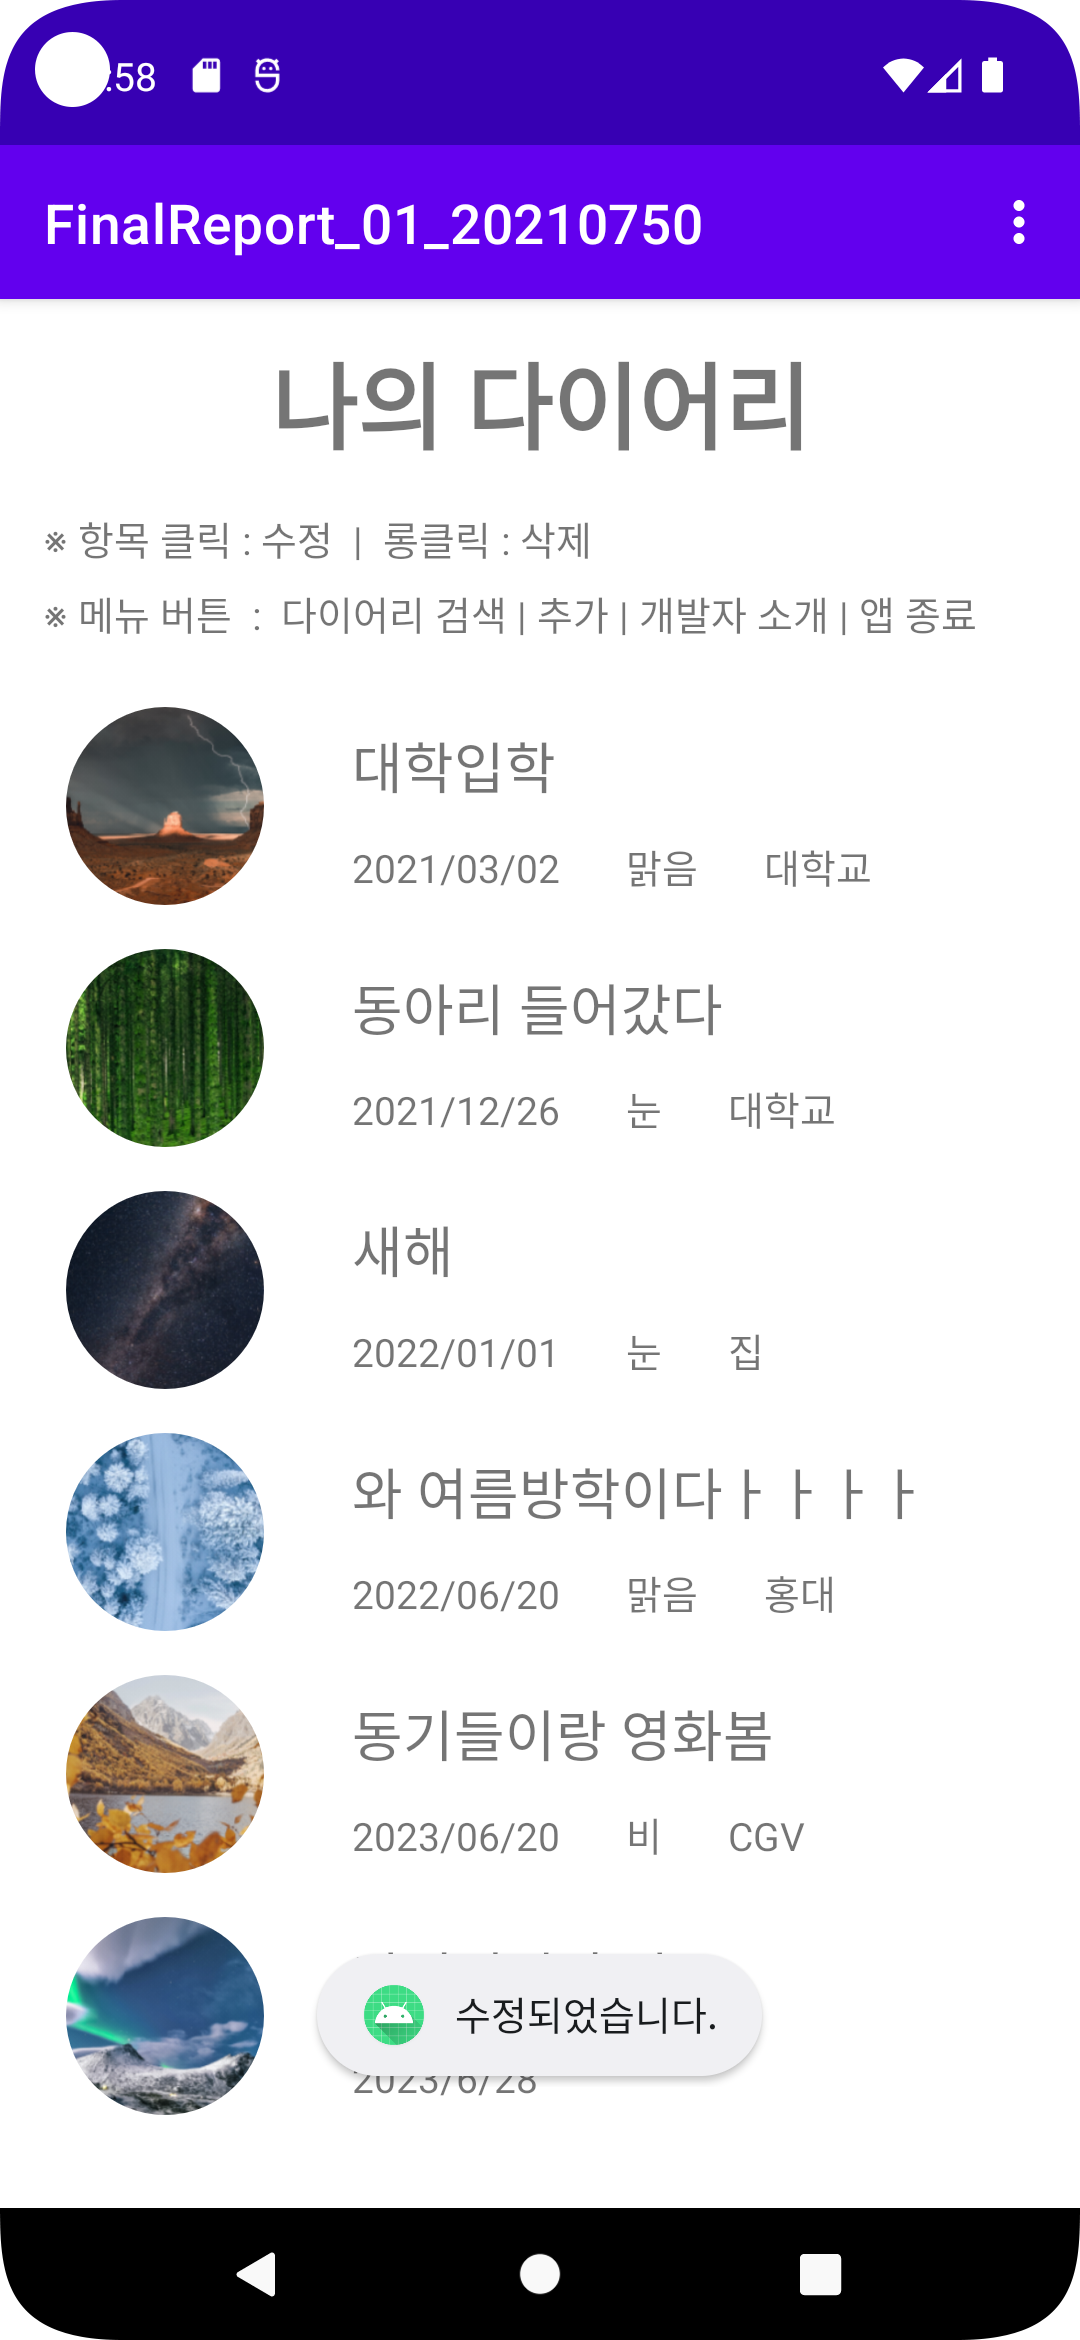 :58
FinalReport_01_20210750
나의 다이어리
※ 항목 클릭 : 수정 | 롱클릭 : 삭제
※ 메뉴 버튼 : 다이어리 검색 | 추가 | 개발자 소개 | 앱 종료
대학입학
2021/03/02 맑음 대학교
동아리 들어갔다
2021/12/26 눈 대학교
새해
2022/01/01 눈 집
와 여름방학이다ㅏㅏㅏㅏ
2022/06/20 맑음 홍대
동기들이랑 영화봄
2023/06/20 비 CGV
수정되었습니다.
2023/6/28